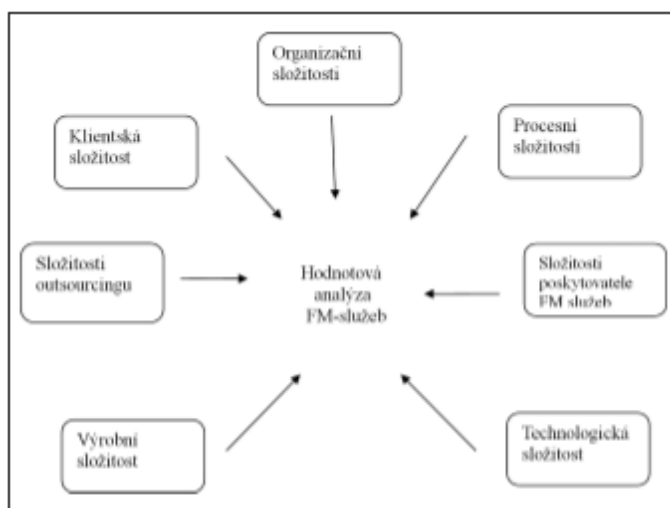 Organizační
složitosti
Klientská
složitost
Procesní
složitosti
Složitosti
outsourcingu
Hodnotová
analýza
FM-služeb
Složitosti
poskytovatele
FM služeb
Výrobní
složitost
Technologická
složitost